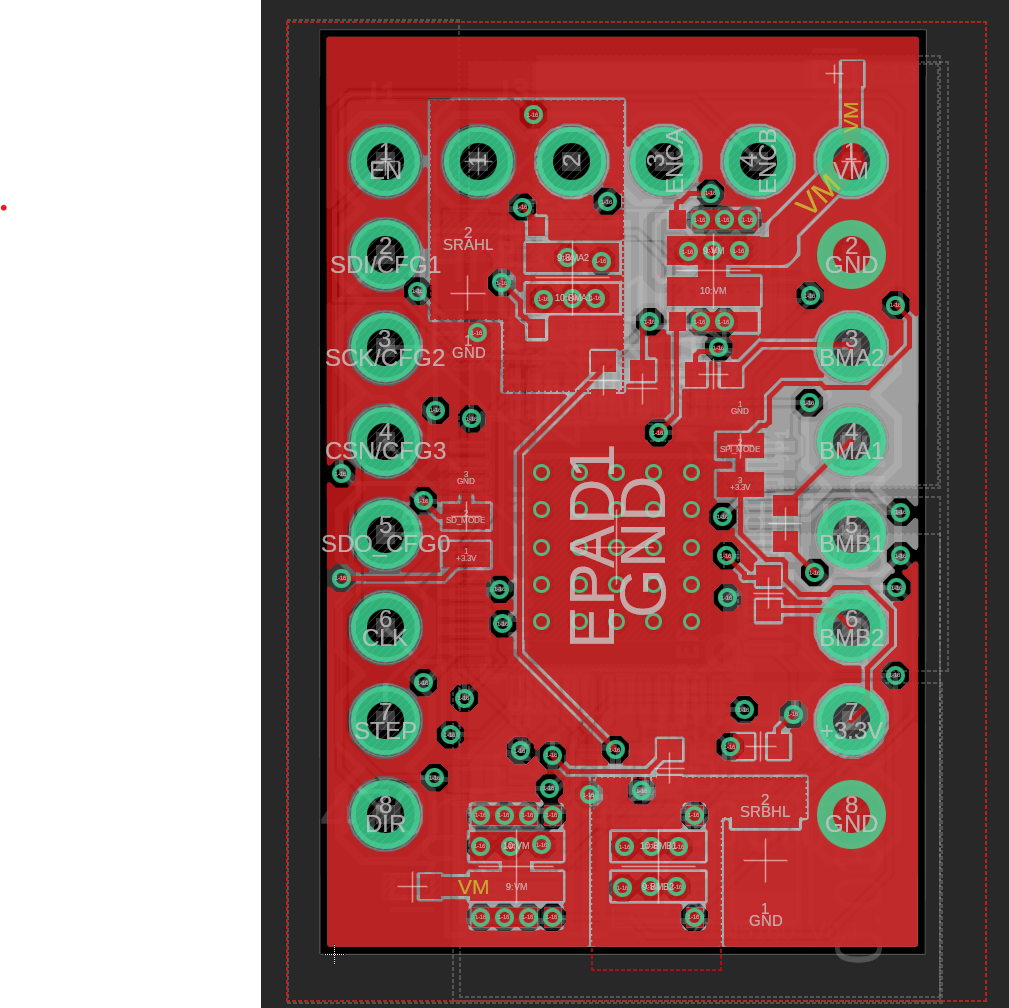 VM
1
EN
1
2
3
ENCA
4
ENCB
1
VM
VM
2
SDI/CFG1
2
SRAHL
9:BMA2
10:BMA1
9:VM
10:VM
2
GND
1
GND
3
SCK/CFG2
3
BMA2
1
GND
4
CSN/CFG3
2
SPI_MODE
3
+3.3V
4
BMA1
3
GND
2
SD_MODE
1
+3.3V
5
SDO_CFG0
EPAD1
GND
5
BMB1
6
CLK
6
BMB2
7
STEP
7
+3.3V
8
DIR
2
SRBHL
8
GND
10:VM
10:BMB1
VM
9:VM
9:BMB2
1
GND